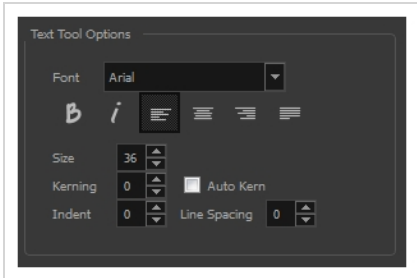 Text Tool Options
Font Arial
B i
Size 36
Kerning 0 Auto Kern
Indent 0 Line Spacing 0